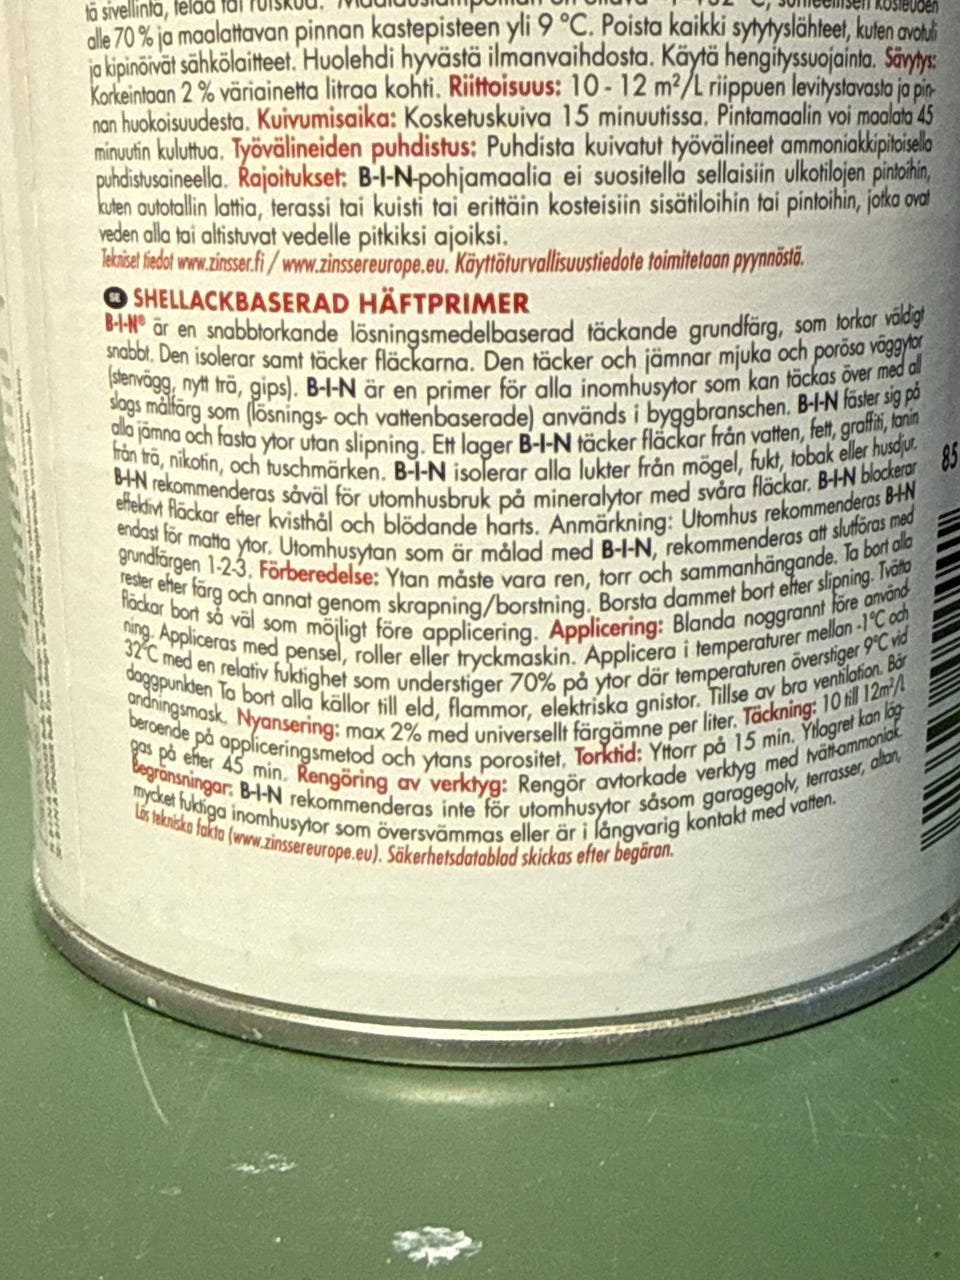 tä sivellintä, telaa tai ruiskua.
alle 70 % ja maalattavan pinnan kastepisteen yli 9 °C. Poista kaikki sytytyslähteet, kuten avotuli
ja kipinöivät sähkölaitteet. Huolehdi hyvästä ilmanvaihdosta. Käytä hengityssuojainta. Sävytys:
Korkeintaan 2 % väriainetta litraa kohti. Riittoisuus: 10 - 12 m²/L riippuen levitystavasta ja pin-
nan huokoisuudesta. Kuivumisaika: Kosketuskuiva 15 minuutissa. Pintamaalin voi maalata 45
minuutin kuluttua. Työvälineiden puhdistus: Puhdista kuivatut työvälineet ammoniakkipitoisella
puhdistusaineella. Rajoitukset: B-I-N-pohjamaalia ei suositella sellaisiin ulkotilojen pintoihin,
kuten autotallin lattia, terassi tai kuisti tai erittäin kosteisiin sisätiloihin tai pintoihin, jotka ovat
veden alla tai altistuvat vedelle pitkiksi ajoiksi.
Tekniset tiedot www.zinsser.fi / www.zinssereurope.eu. Käyttöturvallisuustiedote toimitetaan pyynnöstä.
SE SHELLACKBASERAD HÄFTPRIMER
B-I-N® är en snabbtorkande lösningsmedelbaserad täckande grundfärg, som torkar väldigt
snabbt. Den isolerar samt täcker fläckarna. Den täcker och jämnar mjuka och porösa väggytor
(stenvägg, nytt trä, gips). B-I-N är en primer för alla inomhusytor som kan täckas över med all
slags målfärg som (lösnings- och vattenbaserade) används i byggbranschen. B-I-N fäster sig på
alla jämna och fasta ytor utan slipning. Ett lager B-I-N täcker fläckar från vatten, fett, graffiti, tanin
från trä, nikotin, och tuschmärken. B-I-N isolerar alla lukter från mögel, fukt, tobak eller husdjur.
B-I-N rekommenderas såväl för utomhusbruk på mineralytor med svåra fläckar. B-I-N blockerar
effektivt fläckar efter kvisthål och blödande harts. Anmärkning: Utomhus rekommenderas B-I-N
endast för matta ytor. Utomhusytan som är målad med B-I-N, rekommenderas att slutföras med
grundfärgen 1-2-3. Förberedelse: Ytan måste vara ren, torr och sammanhängande. Ta bort alla
rester efter färg och annat genom skrapning/borstning. Borsta dammet bort efter slipning. Tvätta
fläckar bort så väl som möjligt före applicering. Applicering: Blanda noggrannt före använd-
ning. Appliceras med pensel, roller eller tryckmaskin. Applicera i temperaturer mellan -1°C och
32°C med en relativ fuktighet som understiger 70% på ytor där temperaturen överstiger 9°C vid
daggpunkten Ta bort alla källor till eld, flammor, elektriska gnistor. Tillse av bra ventilation. Bär
andningsmask. Nyansering: max 2% med universellt färgämne per liter. Täckning: 10 till 12m²/L
beroende på appliceringsmetod och ytans porositet. Torktid: Yttorr på 15 min. Ytlagret kan läg-
gas på efter 45 min. Rengöring av verktyg: Rengör avtorkade verktyg med tvätt-ammoniak.
Begränsningar: B-I-N rekommenderas inte för utomhusytor såsom garagegolv, terrasser, altan,
mycket fuktiga inomhusytor som översvämmas eller är i långvarig kontakt med vatten.
Läs tekniska fakta (www.zinssereurope.eu). Säkerhetsdatablad skickas efter begäran.
85